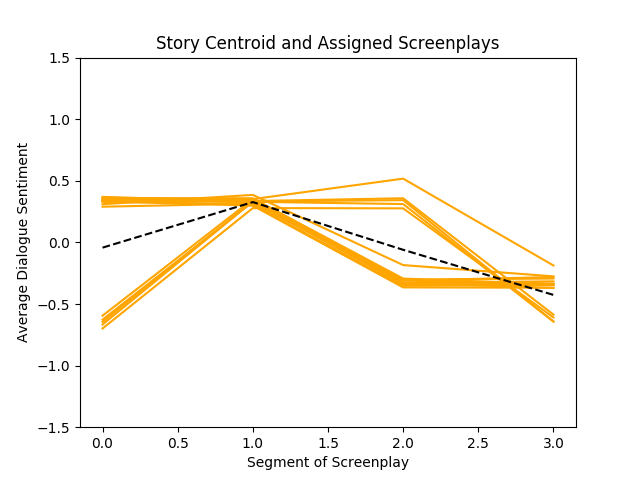 Story Centroid and Assigned Screenplays
1.5
1.0
0.5
0.0
−0.5
−1.0
−1.5
Average Dialogue Sentiment
0.0 0.5 1.0 1.5 2.0 2.5 3.0
Segment of Screenplay